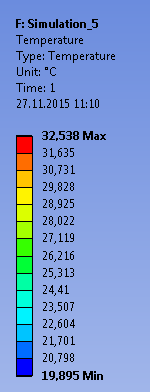 F: Simulation_5
Temperature
Type: Temperature
Unit: °C
Time: 1
27.11.2015 11:10
32,538 Max
31,635
30,731
29,828
28,925
28,022
27,119
26,216
25,313
24,41
23,507
22,604
21,701
20,798
19,895 Min